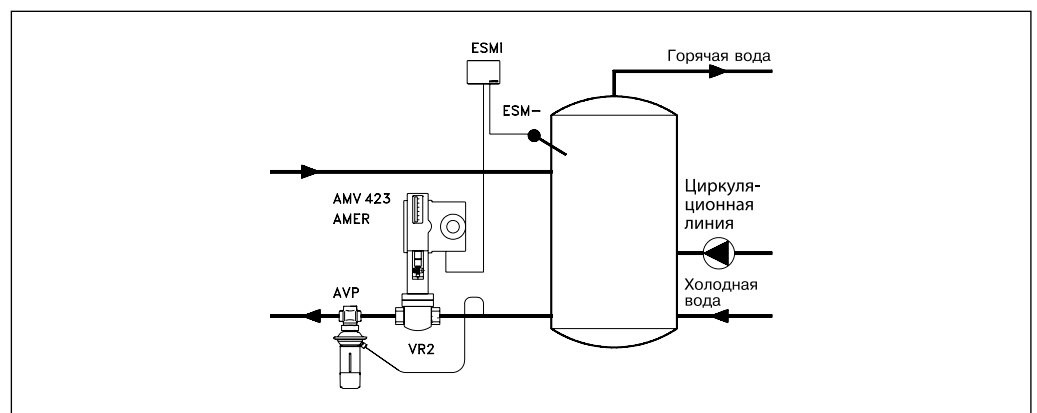 ESMI
Горячая вода
ESM-
AMV 423
AMER
Циркуля-
ционная
линия
AVP
Холодная
вода
VR2